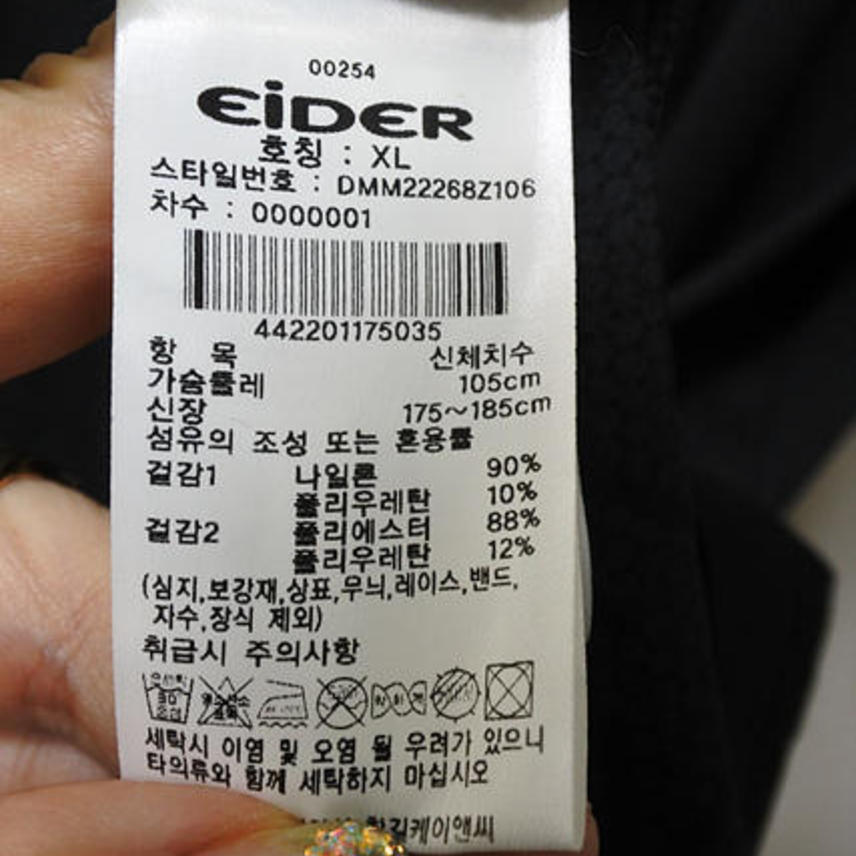 00254
EiDER
호칭 : XL
스타일번호 : DMM22268Z106
차수 : 0000001
442201175035
항 목 신체치수
가슴둘레 105cm
신장 175~185cm
섬유의 조성 또는 혼용률
겉감1 나일론 90%
폴리우레탄 10%
겉감2 폴리에스터 88%
폴리우레탄 12%
(심지,보강재,상표,무늬,레이스,밴드,
자수,장식 제외)
취급시 주의사항
세탁시 이염 및 오염 될 우려가 있으니
타의류와 함께 세탁하지 마십시오